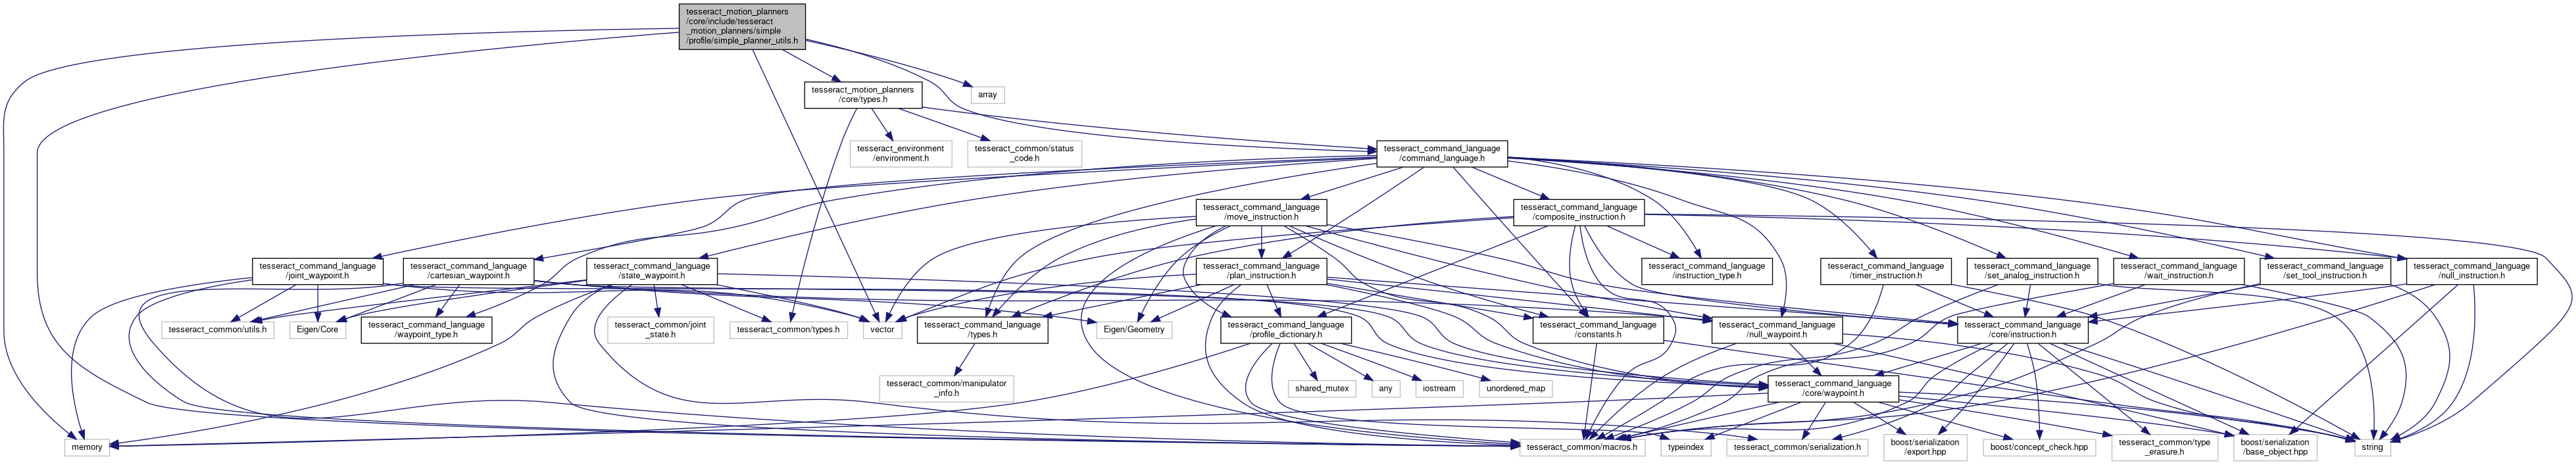 tesseract_motion_planners
/core/include/tesseract
_motion_planners/simple
/profile/simple_planner_utils.h
tesseract_motion_planners
/core/types.h
array
tesseract_environment
/environment.h
tesseract_common/status
_code.h
tesseract_command_language
/command_language.h
tesseract_command_language
/move_instruction.h
tesseract_command_language
/composite_instruction.h
tesseract_command_language
/joint_waypoint.h
tesseract_command_language
/cartesian_waypoint.h
tesseract_command_language
/state_waypoint.h
tesseract_command_language
/plan_instruction.h
tesseract_command_language
/instruction_type.h
tesseract_command_language
/timer_instruction.h
tesseract_command_language
/set_analog_instruction.h
tesseract_command_language
/wait_instruction.h
tesseract_command_language
/set_tool_instruction.h
tesseract_command_language
/null_instruction.h
tesseract_common/utils.h
Eigen/Core
tesseract_command_language
/waypoint_type.h
tesseract_common/joint
_state.h
tesseract_common/types.h
vector
tesseract_command_language
/types.h
Eigen/Geometry
tesseract_command_language
/profile_dictionary.h
tesseract_command_language
/constants.h
tesseract_command_language
/null_waypoint.h
tesseract_command_language
/core/instruction.h
tesseract_common/manipulator
_info.h
shared_mutex
any
iostream
unordered_map
tesseract_command_language
/core/waypoint.h
memory
tesseract_common/macros.h
typeindex
tesseract_common/serialization.h
boost/serialization
/export.hpp
boost/concept_check.hpp
tesseract_common/type
_erasure.h
boost/serialization
/base_object.hpp
string